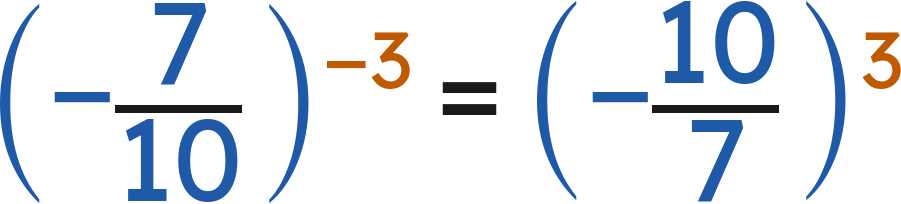 (-7/10)^-3 = (-10/7)^3